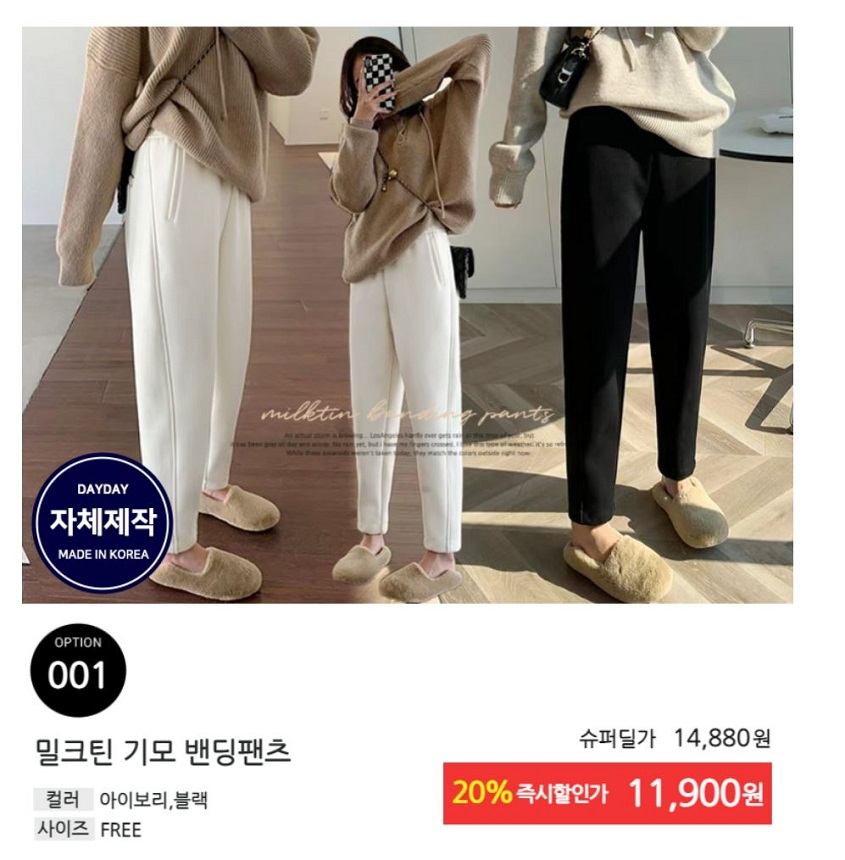 milktin banding pants
DAYDAY
자체제작
MADE IN KOREA
OPTION
001
밀크틴 기모 밴딩팬츠
컬러 아이보리,블랙
사이즈 FREE
슈퍼딜가 14,880원
20% 즉시할인가 11,900원